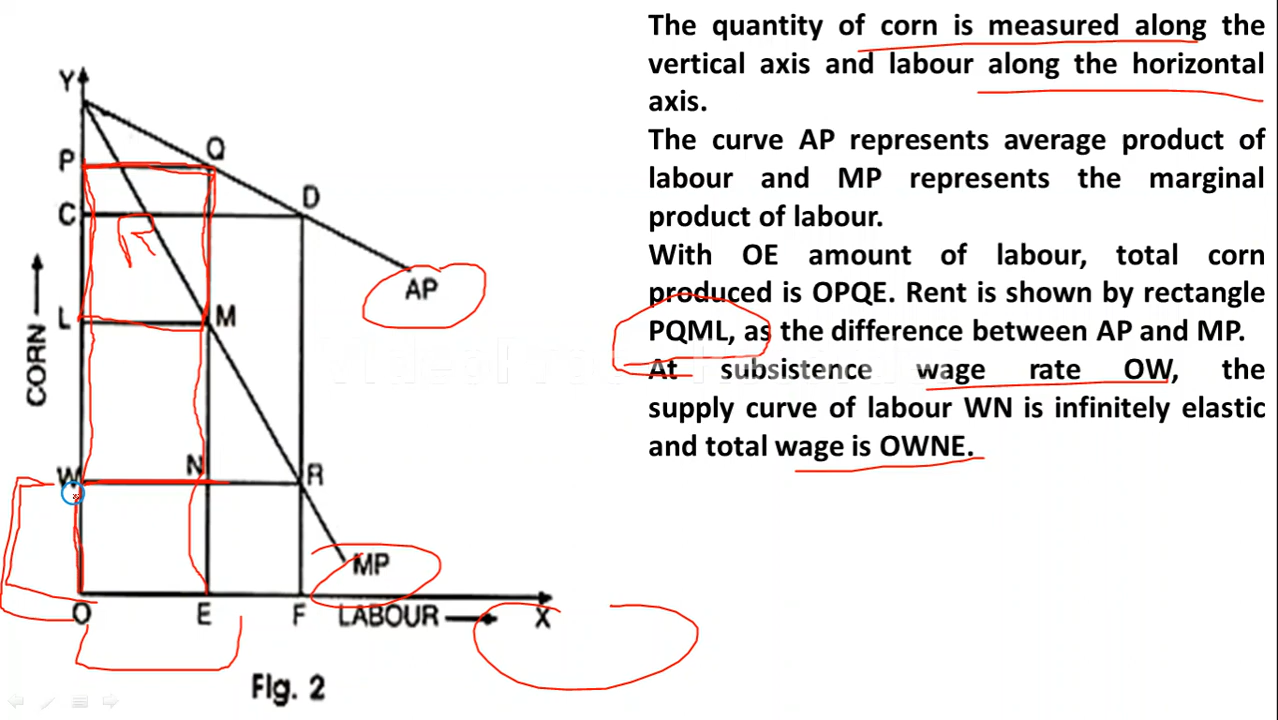 Y
P
Q
C
D
AP
L
M
CORN
W
N
R
MP
O
E
F
LABOUR
X
Fig. 2
The quantity of corn is measured along the
vertical axis and labour along the horizontal
axis.
The curve AP represents average product of
labour and MP represents the marginal
product of labour.
With OE amount of labour, total corn
produced is OPQE. Rent is shown by rectangle
PQML, as the difference between AP and MP.
At subsistence wage rate OW, the
supply curve of labour WN is infinitely elastic
and total wage is OWNE.